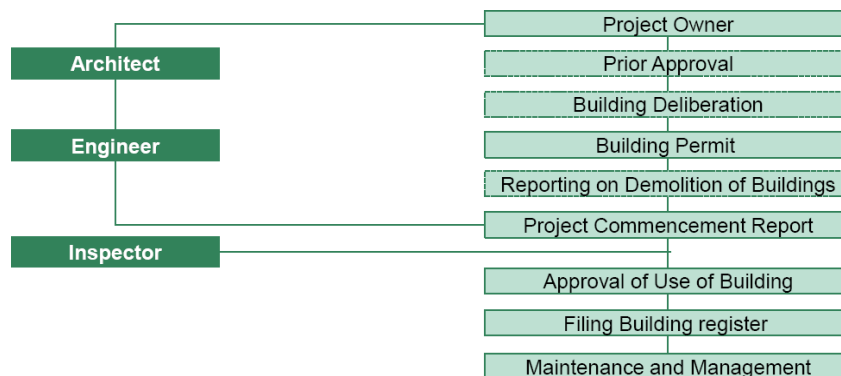 Project Owner
Architect
Prior Approval
Building Deliberation
Engineer
Building Permit
Reporting on Demolition of Buildings
Project Commencement Report
Inspector
Approval of Use of Building
Filing Building register
Maintenance and Management